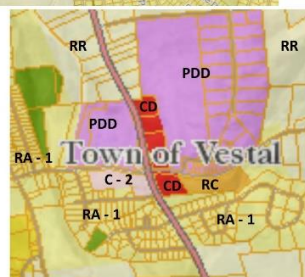 RR
RR
PDD
CD
PDD
Town of Vestal
RA - 1
C - 2
CD
RC
RA - 1
RA - 1